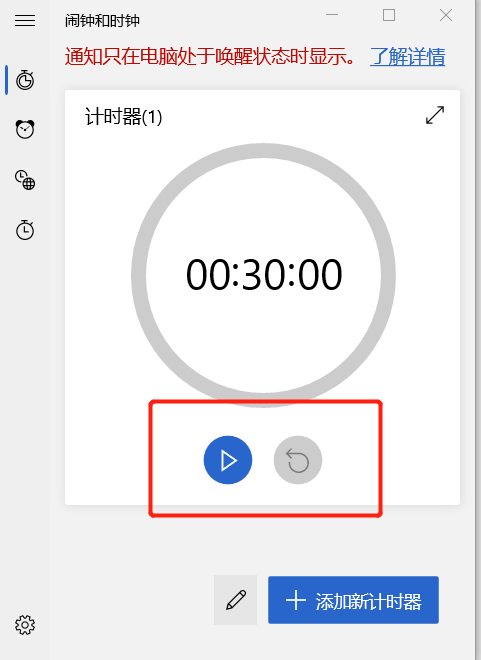 闹钟和时钟
通知只在电脑处于唤醒状态时显示。 了解详情
计时器(1)
00:30:00
添加新计时器